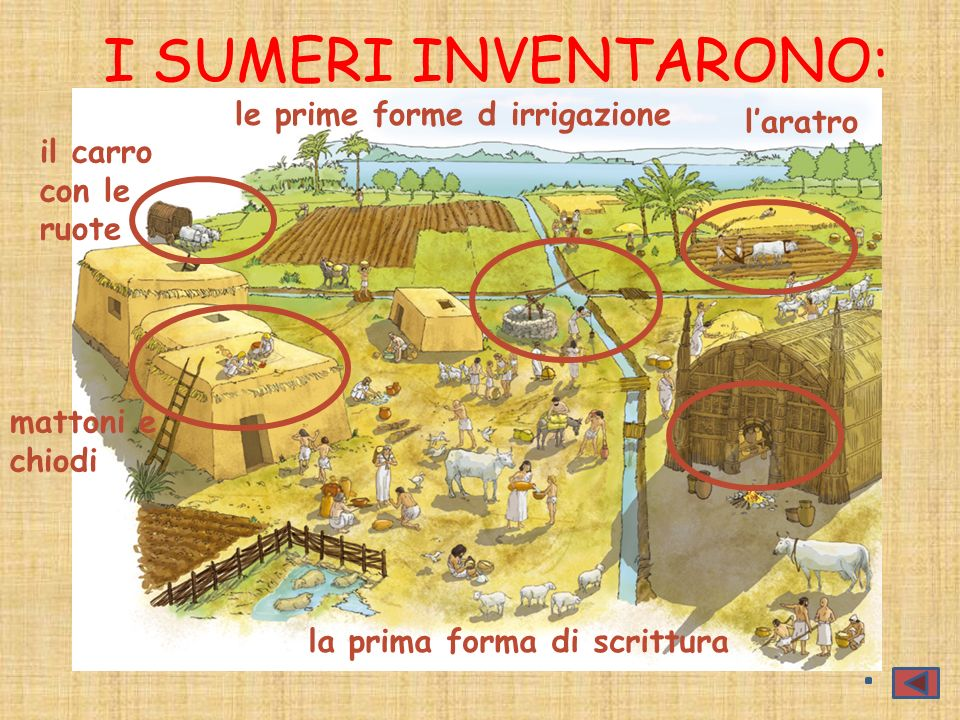 I SUMERI INVENTARONO:
le prime forme d irrigazione
l’aratro
il carro
con le
ruote
mattoni e
chiodi
la prima forma di scrittura